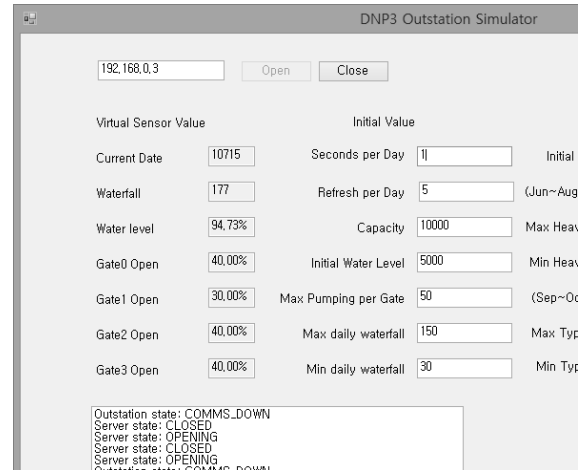 DNP3 Outstation Simulator
192,168,0,3 Open Close
Virtual Sensor Value Initial Value
Current Date 10715 Seconds per Day 1 Initial
Waterfall 177 Refresh per Day 5 (Jun~Aug
Water level 94,73% Capacity 10000 Max Heav
Gate0 Open 40,00% Initial Water Level 5000 Min Heav
Gate1 Open 30,00% Max Pumping per Gate 50 (Sep~Oc
Gate2 Open 40,00% Max daily waterfall 150 Max Typ
Gate3 Open 40,00% Min daily waterfall 30 Min Typ
Outstation state: COMMS_DOWN
Server state: CLOSED
Server state: OPENING
Server state: CLOSED
Server state: OPENING
Outstation state: COMMS_DOWN